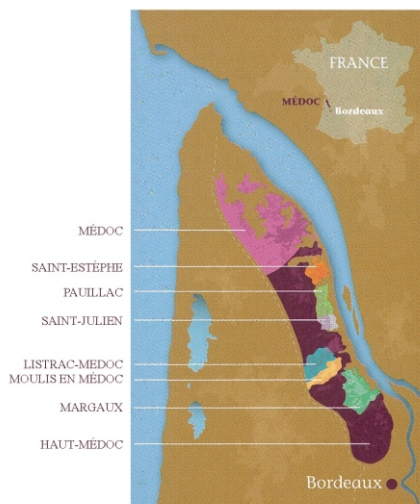 FRANCE
MÉDOC
Bordeaux
MÉDOC
SAINT-ESTÈPHE
PAUILLAC
SAINT-JULIEN
LISTRAC-MEDOC
MOULIS EN MÉDOC
MARGAUX
HAUT-MÉDOC
Bordeaux